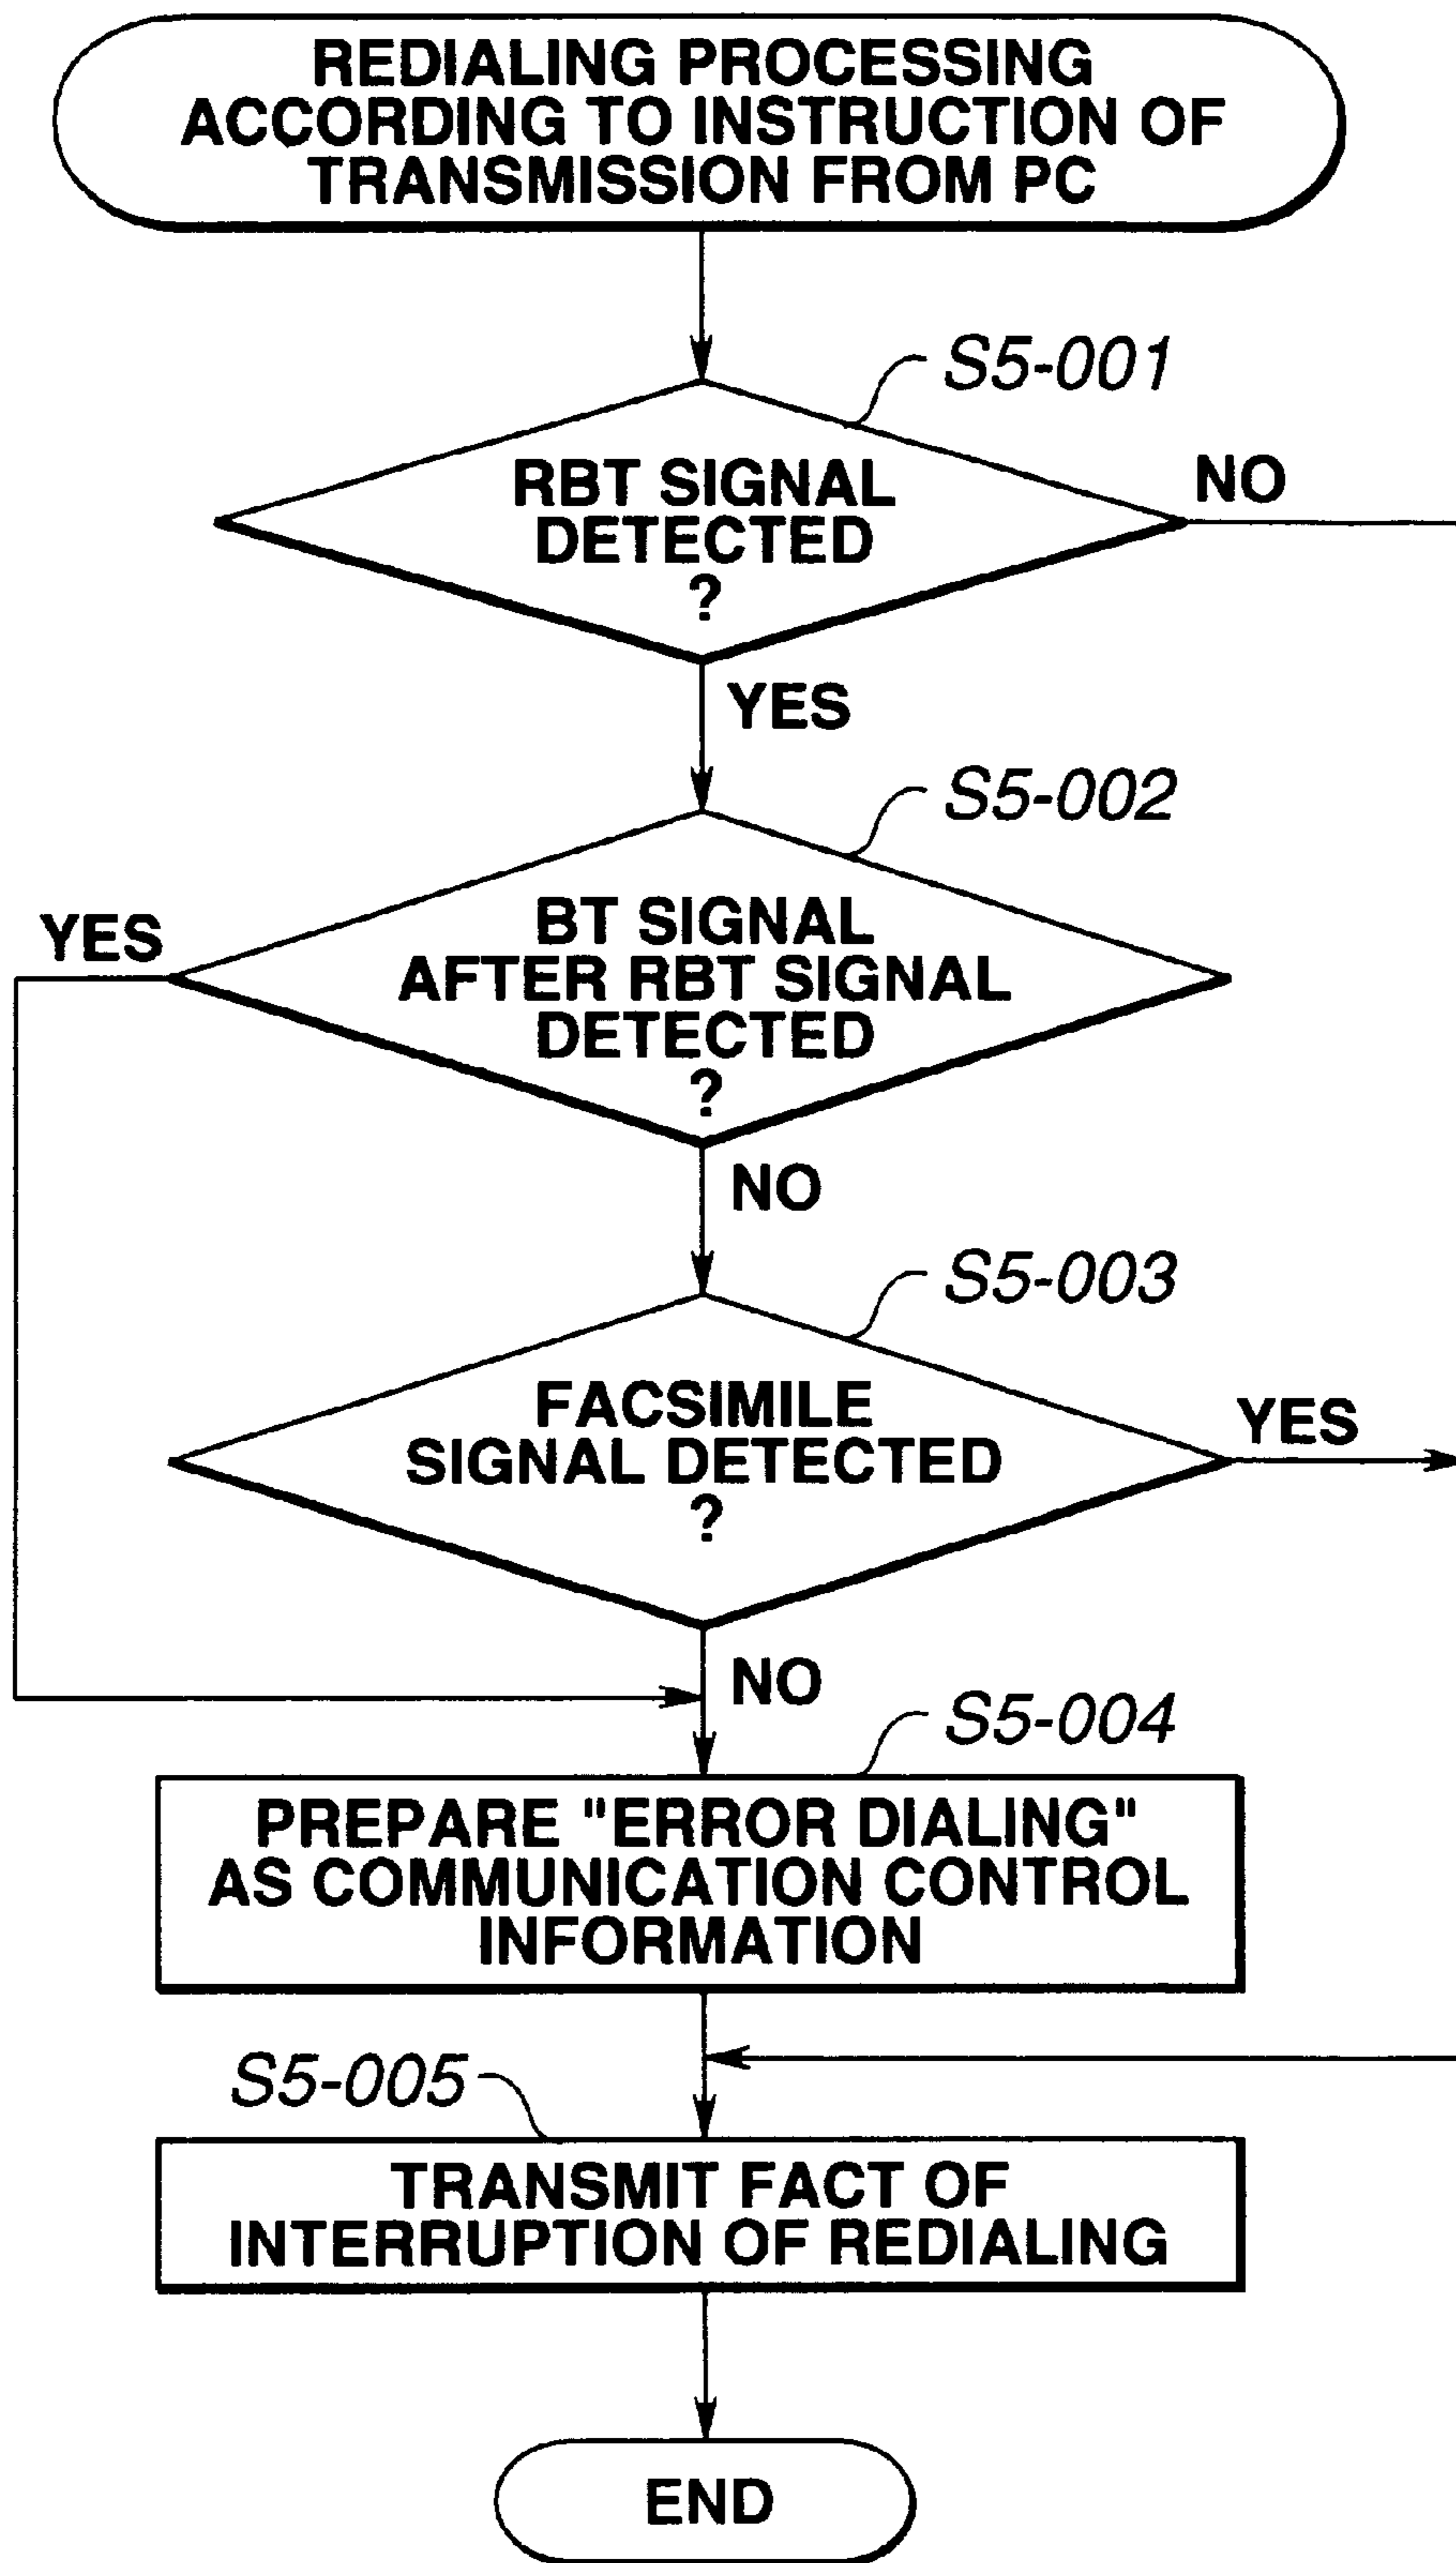 REDIALING PROCESSING
ACCORDING TO INSTRUCTION OF
TRANSMISSION FROM PC
S5-001
RBT SIGNAL
DETECTED
?
NO
YES
S5-002
YES
BT SIGNAL
AFTER RBT SIGNAL
DETECTED
?
NO
S5-003
FACSIMILE
SIGNAL DETECTED
?
YES
NO
S5-004
PREPARE "ERROR DIALING"
AS COMMUNICATION CONTROL
INFORMATION
S5-005
TRANSMIT FACT OF
INTERRUPTION OF REDIALING
END